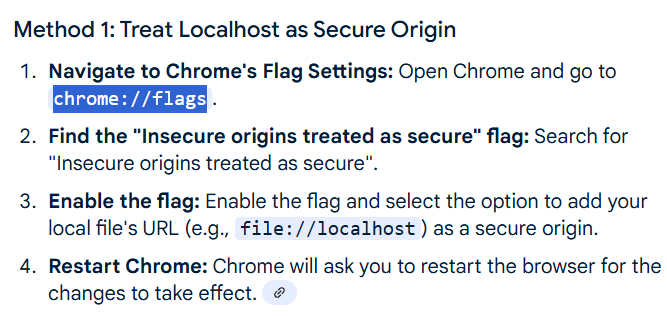 Method 1: Treat Localhost as Secure Origin
1. Navigate to Chrome's Flag Settings: Open Chrome and go to
chrome://flags .
2. Find the "Insecure origins treated as secure" flag: Search for
"Insecure origins treated as secure".
3. Enable the flag: Enable the flag and select the option to add your
local file's URL (e.g., file://localhost ) as a secure origin.
4. Restart Chrome: Chrome will ask you to restart the browser for the
changes to take effect.